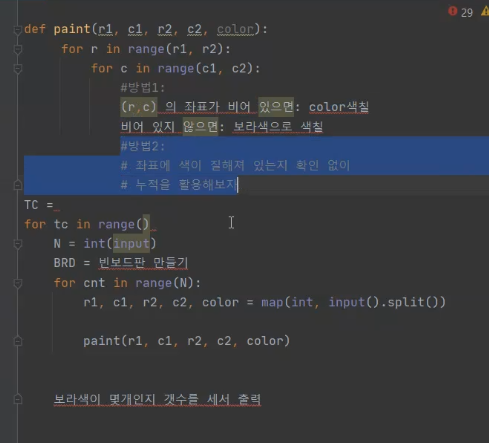 29
def paint(r1, c1, r2, c2, color):
for r in range(r1, r2):
for c in range(c1, c2):
#방법1:
(r,c) 의 좌표가 비어 있으면: color색칠
비어 있지 않으면: 보라색으로 색칠
#방법2:
# 좌표에 색이 칠해져 있는지 확인 없이
# 누적을 활용해보자
TC =
for tc in range()
N = int(input)
BRD = 빈보드판 만들기
for cnt in range(N):
r1, c1, r2, c2, color = map(int, input().split())
paint(r1, c1, r2, c2, color)
보라색이 몇개인지 갯수를 세서 출력